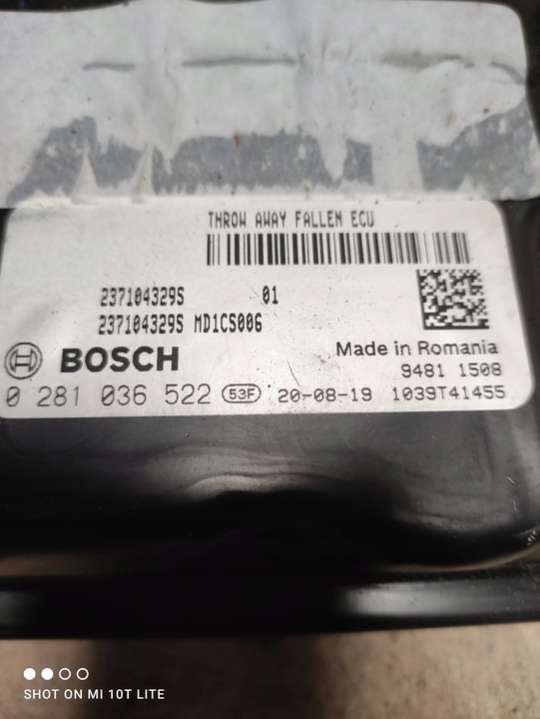 THROW AWAY FALLEN ECU
237104329S 01
237104329S MD1CS006
BOSCH Made in Romania
9481 1508
0 281 036 522 53F 20-08-19 1039T41455
SHOT ON MI 10T LITE